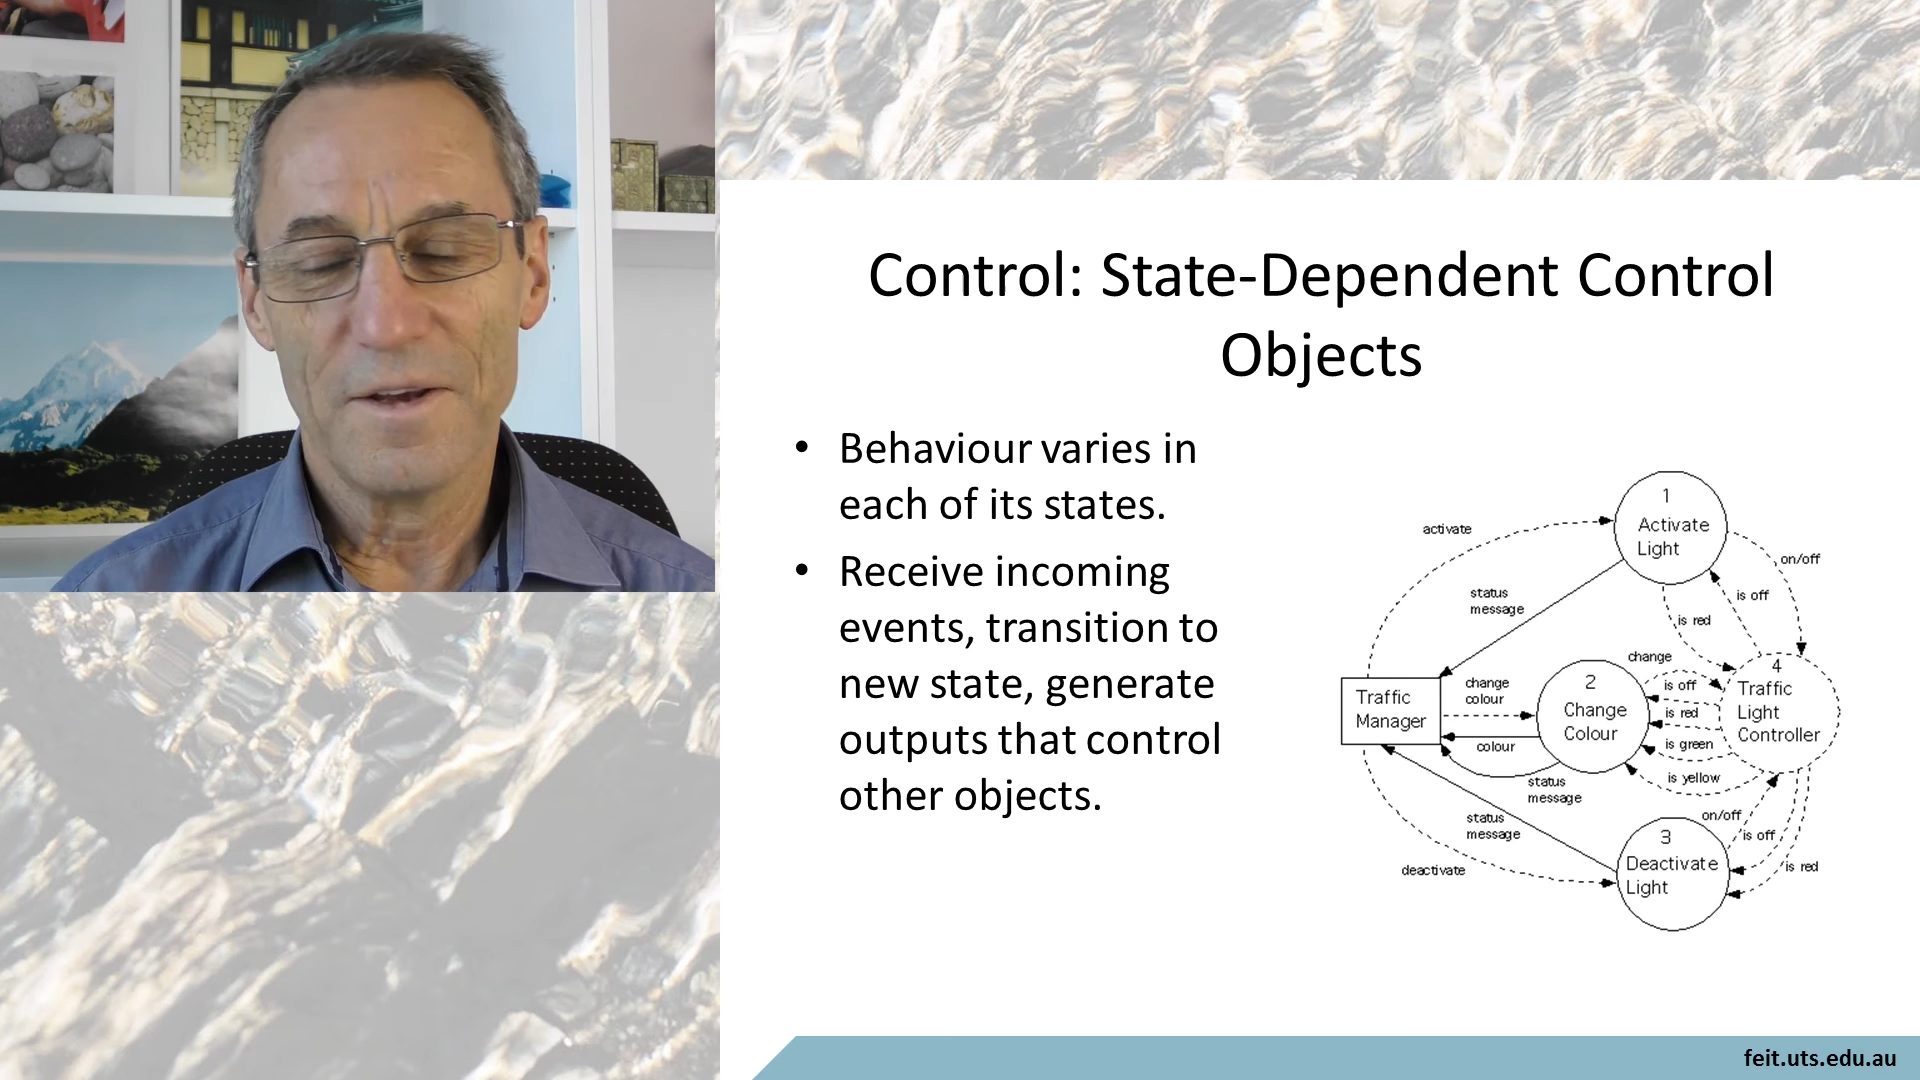 Control: State-Dependent Control
Objects
• Behaviour varies in
each of its states.
• Receive incoming
events, transition to
new state, generate
outputs that control
other objects.
1
Activate
Light
activate
on/off
status
message
is off
is red
change
4
Traffic
Light
Controller
Traffic
Manager
change
colour
2
Change
Colour
is off
is red
is green
is yellow
colour
status
message
status
message
on/off
is off
3
Deactivate
Light
is red
deactivate
feit.uts.edu.au